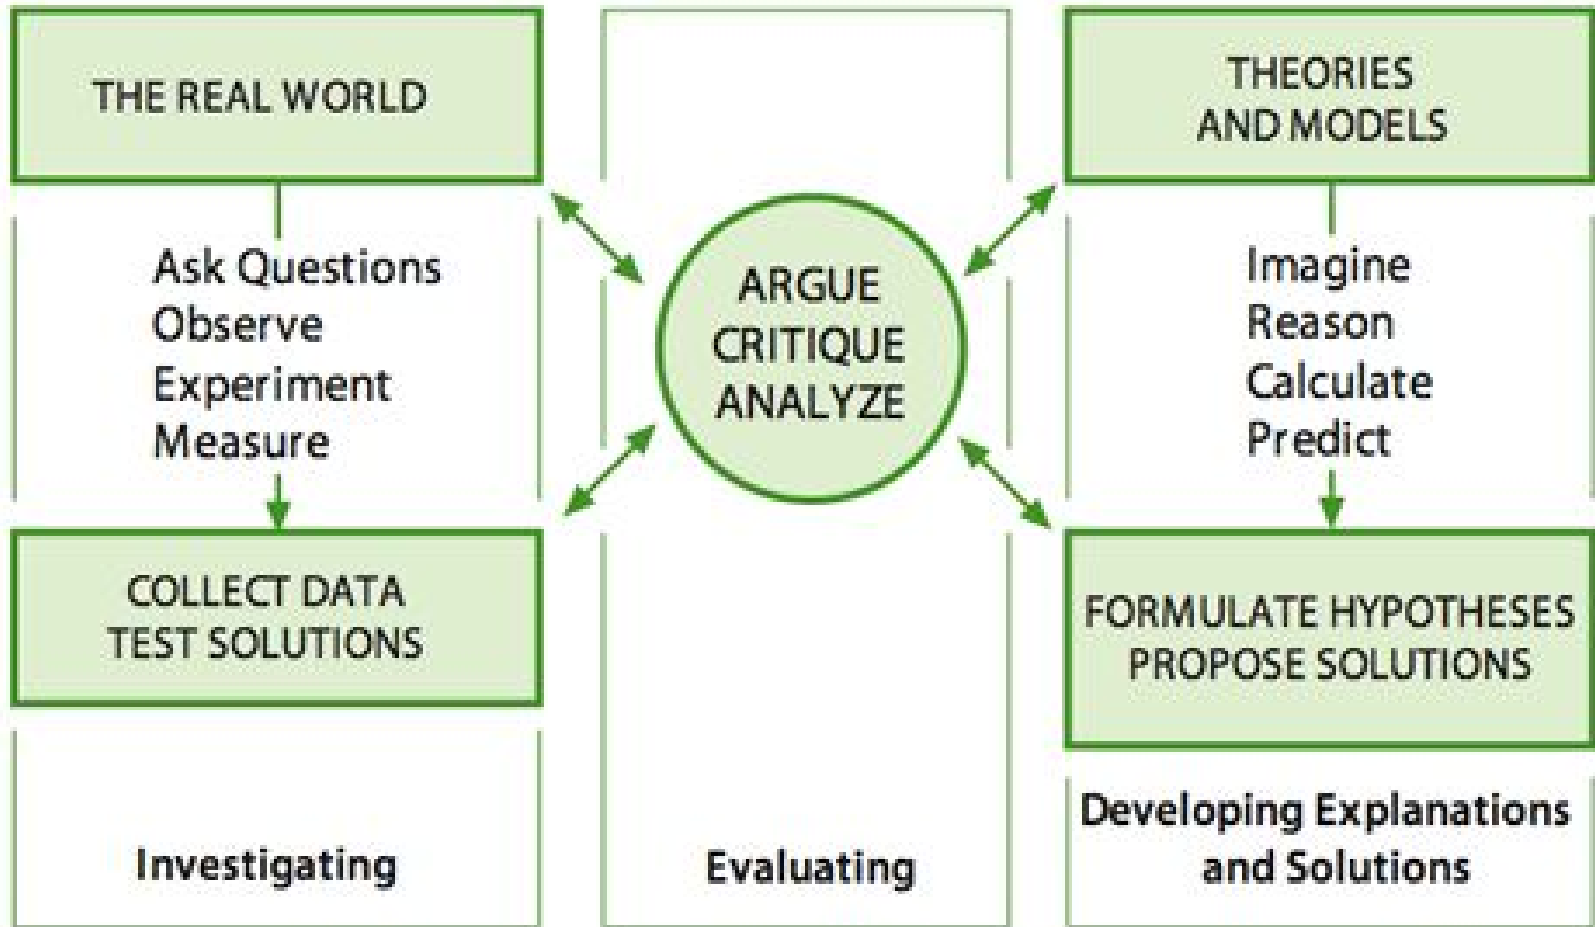 THE REAL WORLD
Ask Questions
Observe
Experiment
Measure
COLLECT DATA
TEST SOLUTIONS
Investigating
ARGUE
CRITIQUE
ANALYZE
Evaluating
THEORIES
AND MODELS
Imagine
Reason
Calculate
Predict
FORMULATE HYPOTHESES
PROPOSE SOLUTIONS
Developing Explanations
and Solutions